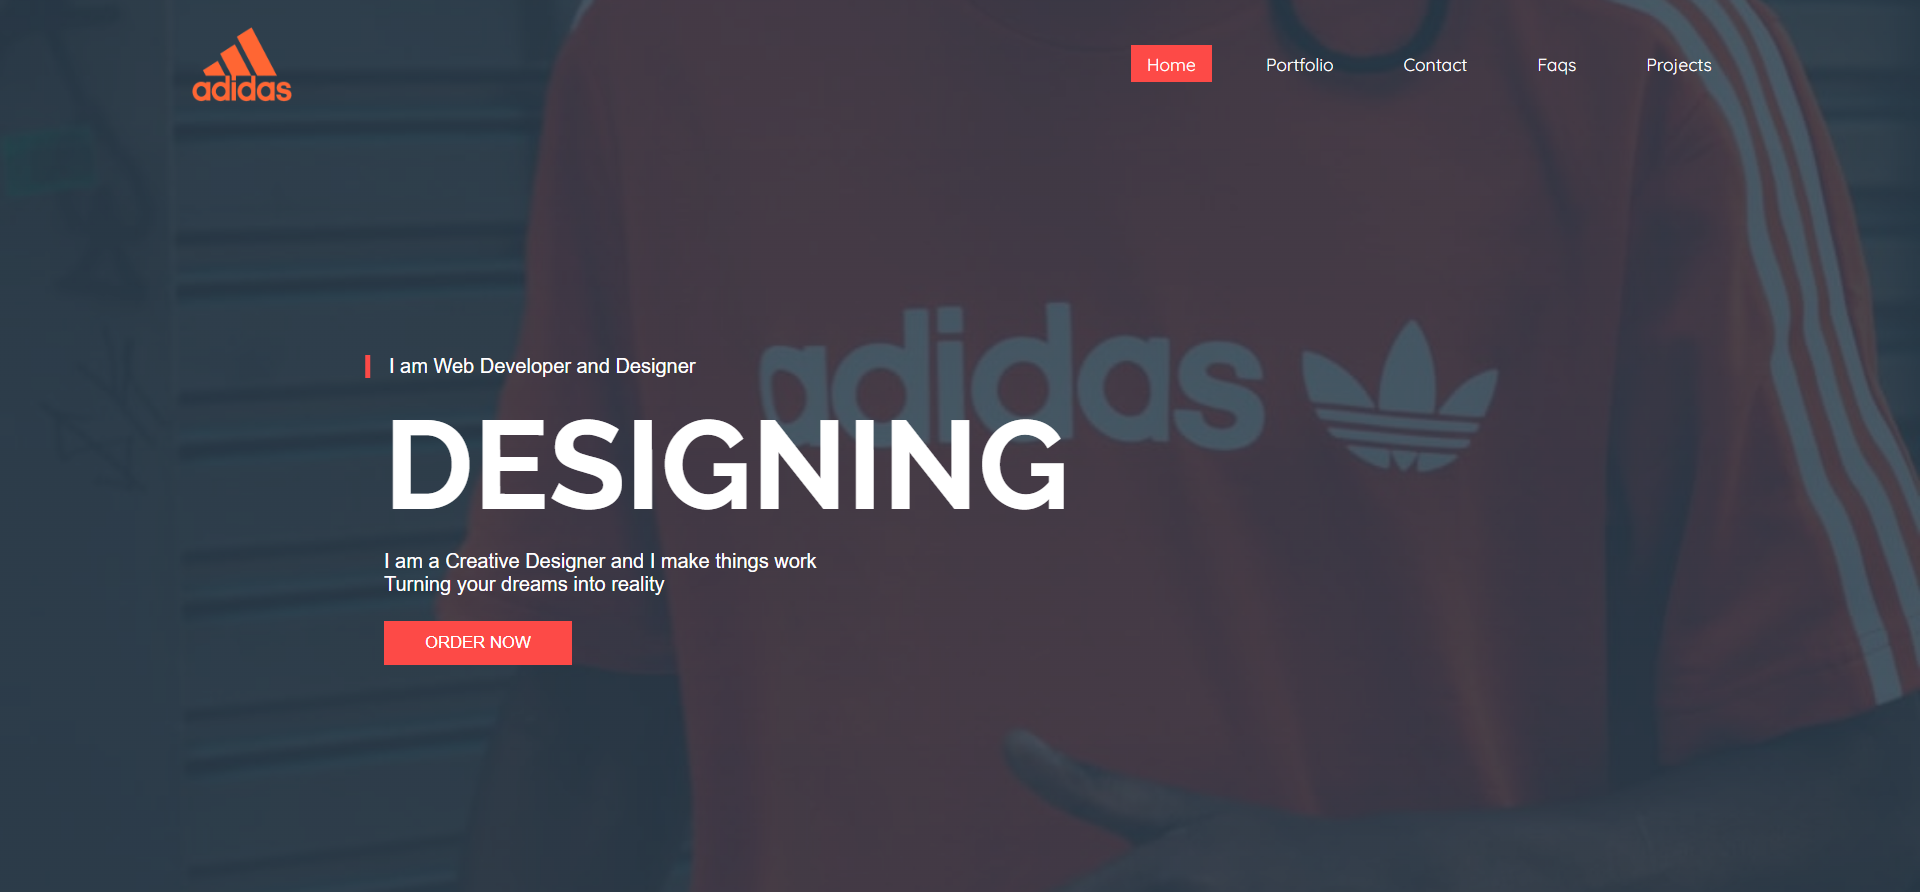 adidas
Home Portfolio Contact Faqs Projects
adidas
I am Web Developer and Designer
DESIGNING
I am a Creative Designer and I make things work
Turning your dreams into reality
ORDER NOW